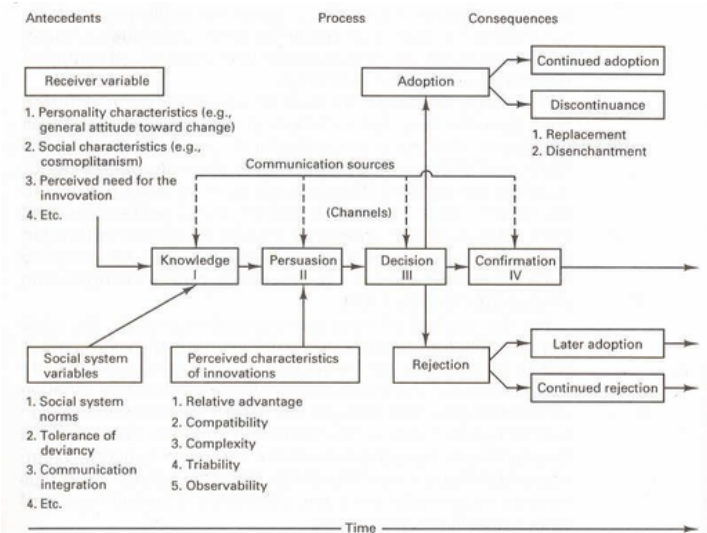 Antecedents
Process
Consequences
Receiver variable
1. Personality characteristics (e.g.,
general attitude toward change)
2. Social characteristics (e.g.,
cosmoplitanism)
3. Perceived need for the
innvovation
4. Etc.
Adoption
Continued adoption
Discontinuance
1. Replacement
2. Disenchantment
Communication sources
(Channels)
Knowledge
I
Persuasion
II
Decision
III
Confirmation
IV
Social system
variables
1. Social system
norms
2. Tolerance of
deviancy
3. Communication
integration
4. Etc.
Perceived characteristics
of innovations
1. Relative advantage
2. Compatibility
3. Complexity
4. Triability
5. Observability
Rejection
Later adoption
Continued rejection
Time